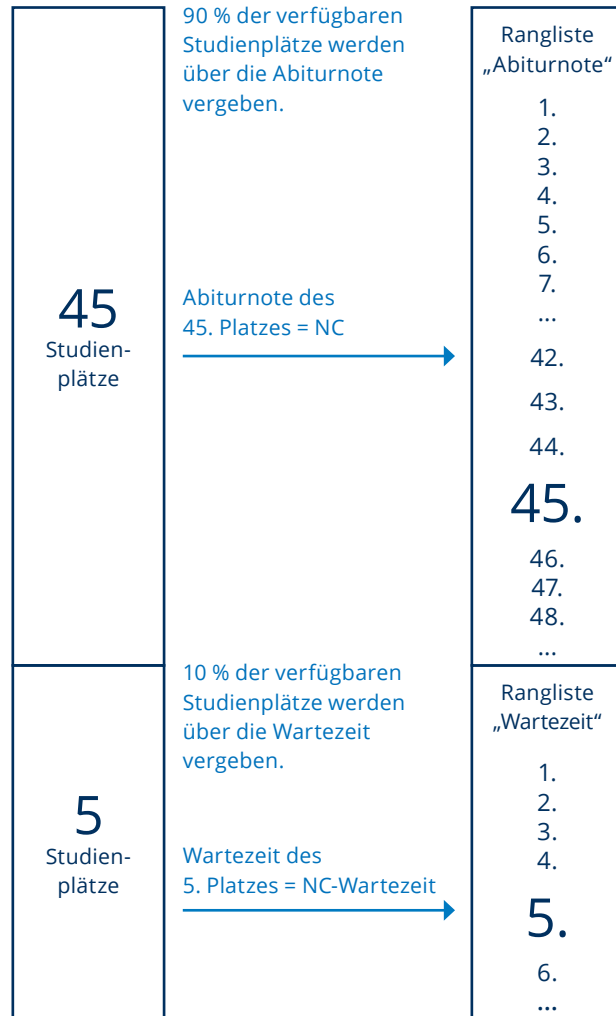 90 % der verfügbaren
Studienplätze werden
über die Abiturnote
vergeben.
Rangliste
„Abiturnote“
1.
2.
3.
4.
5.
6.
7.
...
45
Studien-
plätze
Abiturnote des
45. Platzes = NC
42.
43.
44.
45.
46.
47.
48.
...
10 % der verfügbaren
Studienplätze werden
über die Wartezeit
vergeben.
Rangliste
„Wartezeit“
1.
2.
3.
4.
5
Studien-
plätze
Wartezeit des
5. Platzes = NC-Wartezeit
5.
6.
...